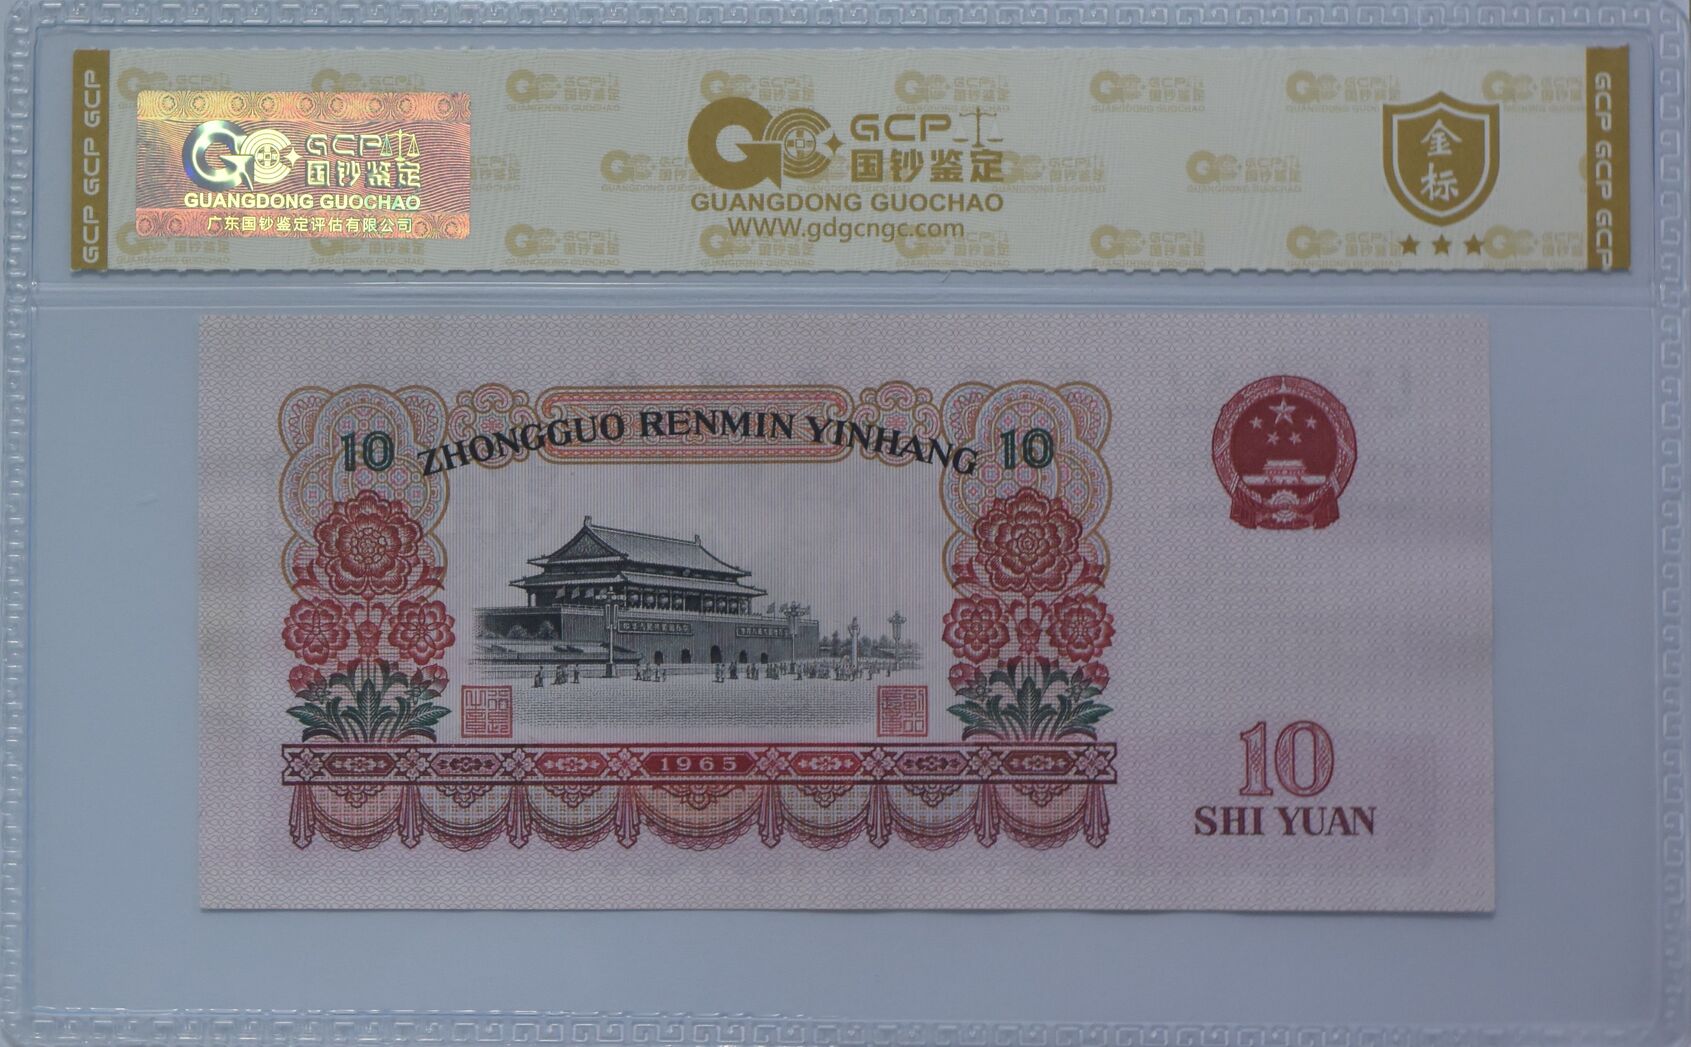 GCP GCP GCP
GCP
国钞鉴定
GUANGDONG GUOCHAO
广东国钞鉴定评估有限公司
GCP
国钞鉴定
GUANGDONG GUOCHAO
WWW.gdgcngc.com
金标
GCP GCP GCP
10 ZHONGGUO RENMIN YINHANG 10
1965
10
SHI YUAN